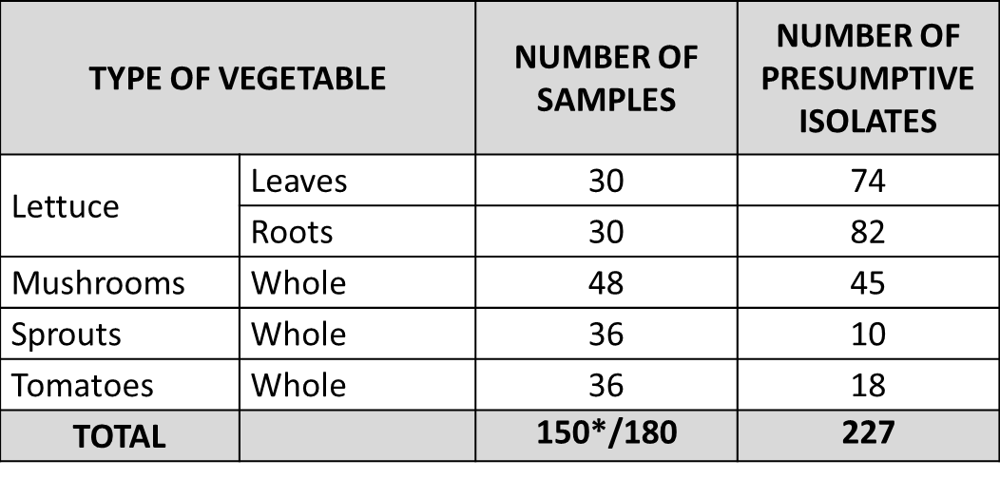 TYPE OF VEGETABLE
NUMBER OF
SAMPLES
NUMBER OF
PRESUMPTIVE
ISOLATES
Lettuce
Leaves 30 74
Roots 30 82
Mushrooms Whole 48 45
Sprouts Whole 36 10
Tomatoes Whole 36 18
TOTAL 150*/180 227